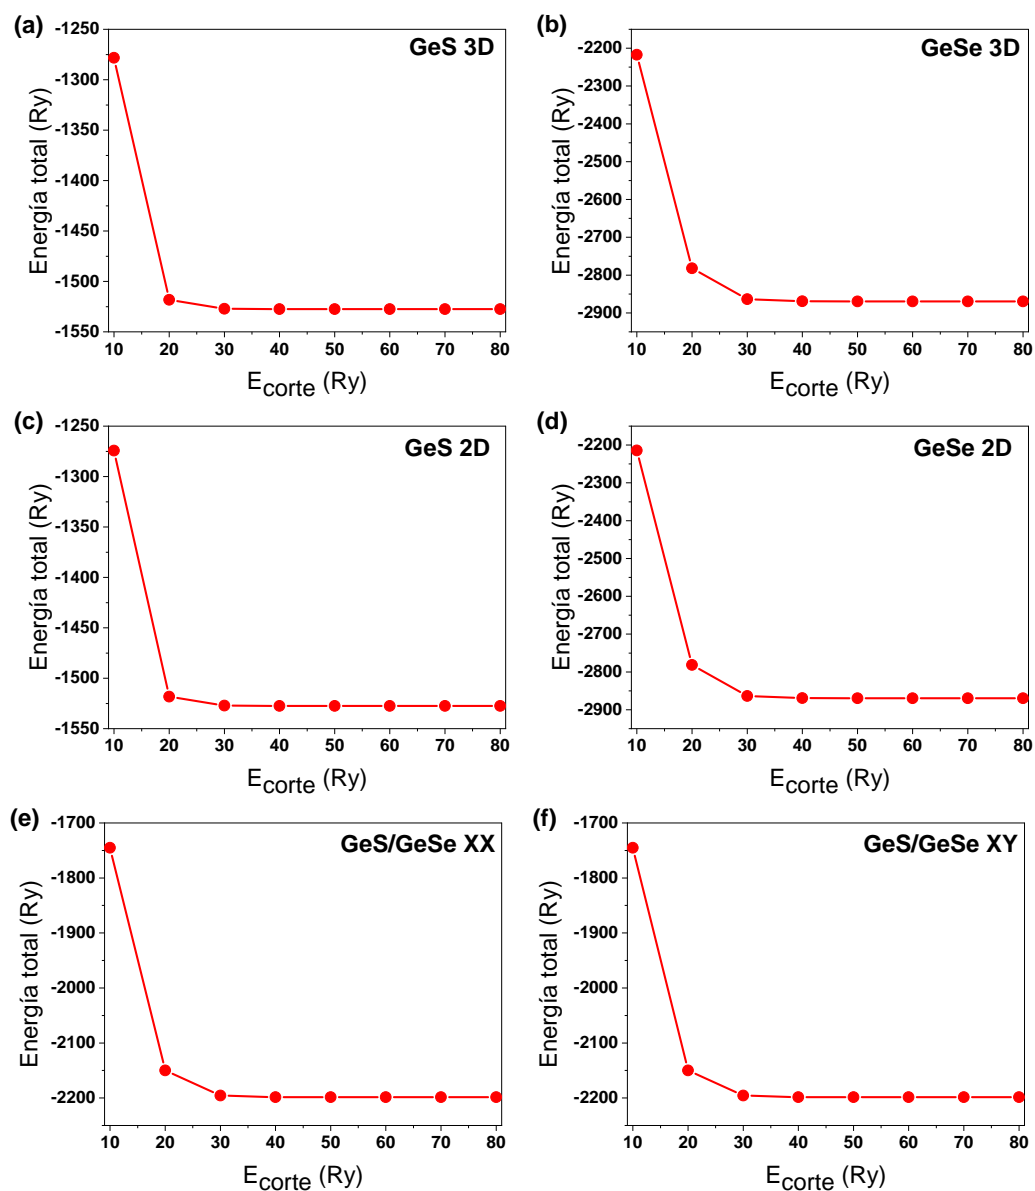 (a)
GeS 3D
Energía total (Ry)
-1250
-1300
-1350
-1400
-1450
-1500
-1550
10 20 30 40 50 60 70 80
E_corte (Ry)
(b)
GeSe 3D
Energía total (Ry)
-2200
-2300
-2400
-2500
-2600
-2700
-2800
-2900
10 20 30 40 50 60 70 80
E_corte (Ry)
(c)
GeS 2D
Energía total (Ry)
-1250
-1300
-1350
-1400
-1450
-1500
-1550
10 20 30 40 50 60 70 80
E_corte (Ry)
(d)
GeSe 2D
Energía total (Ry)
-2200
-2300
-2400
-2500
-2600
-2700
-2800
-2900
10 20 30 40 50 60 70 80
E_corte (Ry)
(e)
GeS/GeSe XX
Energía total (Ry)
-1700
-1800
-1900
-2000
-2100
-2200
10 20 30 40 50 60 70 80
E_corte (Ry)
(f)
GeS/GeSe XY
Energía total (Ry)
-1700
-1800
-1900
-2000
-2100
-2200
10 20 30 40 50 60 70 80
E_corte (Ry)